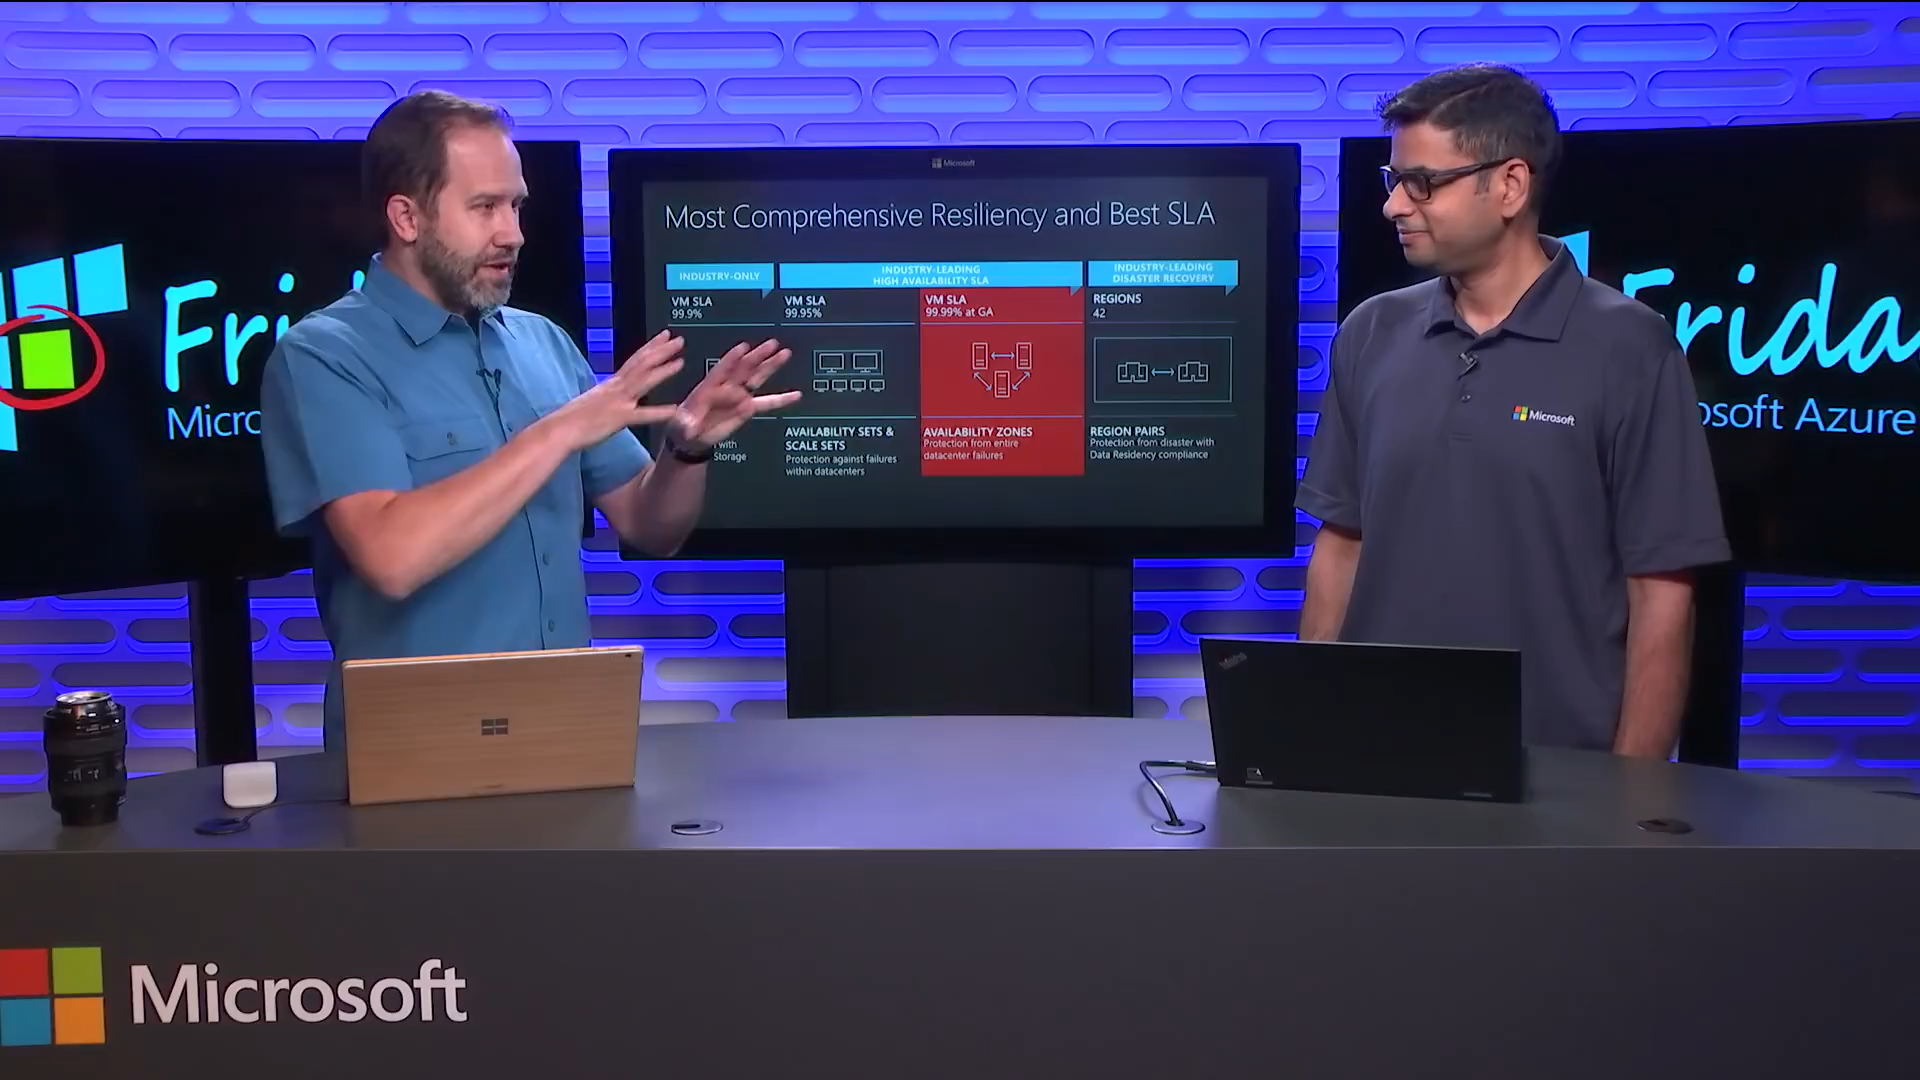 Microsoft
Most Comprehensive Resiliency and Best SLA
INDUSTRY-ONLY
INDUSTRY-LEADING
HIGH AVAILABILITY SLA
INDUSTRY-LEADING
DISASTER RECOVERY
VM SLA
99.9%
VM SLA
99.95%
VM SLA
99.99% at GA
REGIONS
42
with
Storage
AVAILABILITY SETS &
SCALE SETS
Protection against failures
within datacenters
AVAILABILITY ZONES
Protection from entire
datacenter failures
REGION PAIRS
Protection from disaster with
Data Residency compliance
Frid
Micro
Frida
osoft Azure
Microsoft
ThinkPad
Microsoft